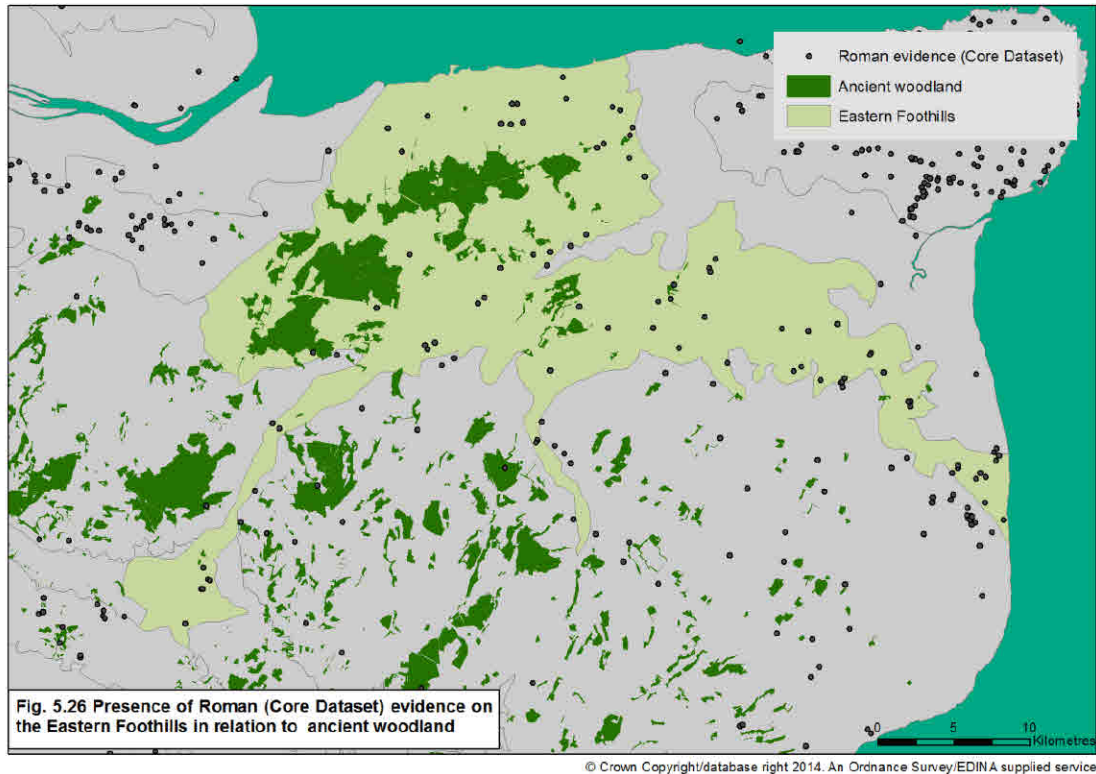 Roman evidence (Core Dataset)
Ancient woodland
Eastern Foothills
Fig. 5.26 Presence of Roman (Core Dataset) evidence on
the Eastern Foothills in relation to ancient woodland
0 5 10
Kilometres
© Crown Copyright/database right 2014. An Ordnance Survey/EDINA supplied service